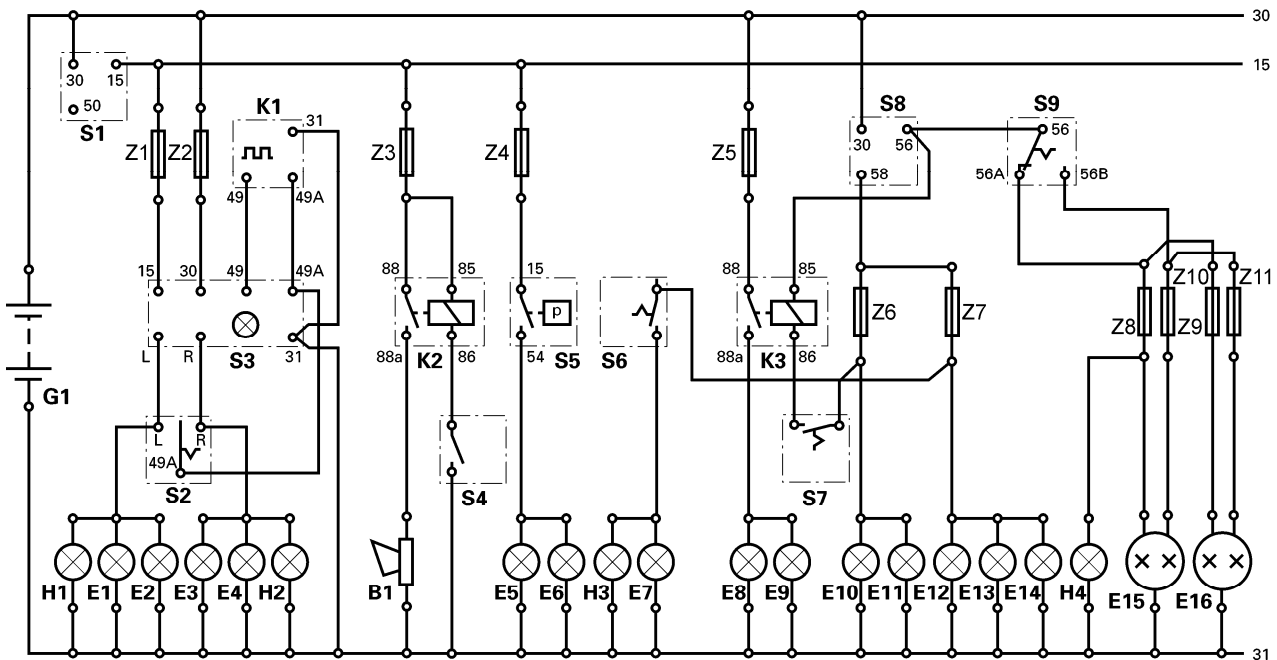 30
15
30 15
50
S1
K1
31
49
49A
Z1
Z2
Z3
Z4
Z5
S8
30
56
58
S9
56
56A
56B
15
30
49
49A
L
R
S3
31
88
85
88a
K2
86
15
p
54
S5
S6
88
85
88a
K3
86
Z6
Z7
Z8
Z10
Z9
Z11
G1
L
R
49A
S2
S4
S7
H1
E1
E2
E3
E4
H2
B1
E5
E6
H3
E7
E8
E9
E10
E11
E12
E13
E14
H4
E15
E16
31